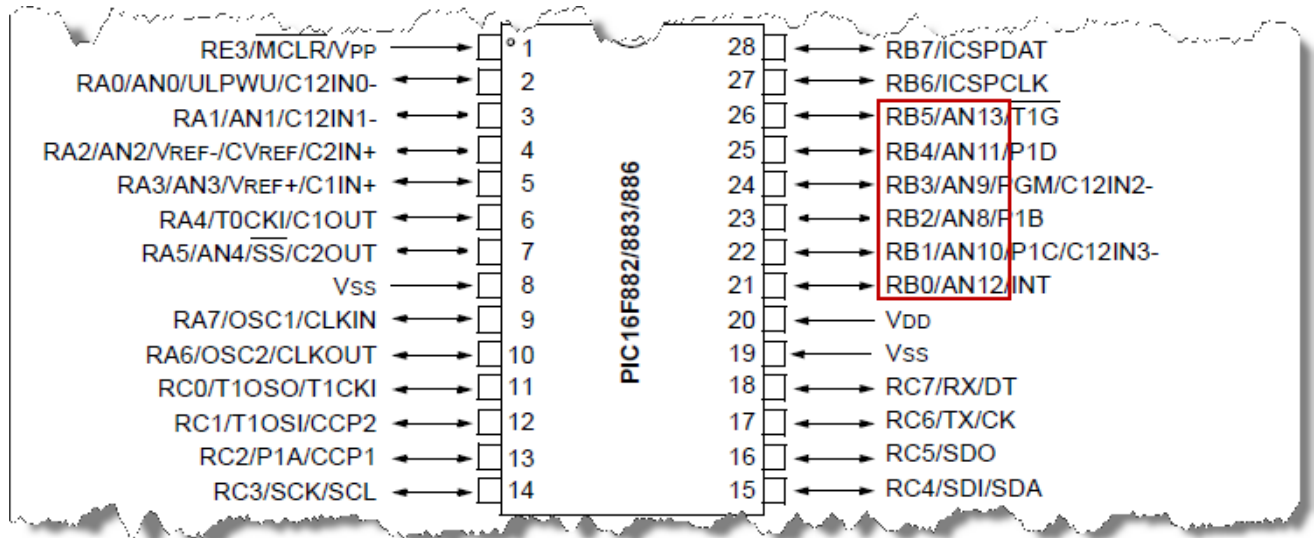 RE3/MCLR/VPP 1 28 RB7/ICSPDAT
RA0/AN0/ULPWU/C12IN0- 2 27 RB6/ICSPCLK
RA1/AN1/C12IN1- 3 26 RB5/AN13/T1G
RA2/AN2/VREF-/CVREF/C2IN+ 4 25 RB4/AN11/P1D
RA3/AN3/VREF+/C1IN+ 5 24 RB3/AN9/PGM/C12IN2-
RA4/T0CKI/C1OUT 6 23 RB2/AN8/P1B
RA5/AN4/SS/C2OUT 7 22 RB1/AN10/P1C/C12IN3-
VSS 8 21 RB0/AN12/INT
RA7/OSC1/CLKIN 9 20 VDD
RA6/OSC2/CLKOUT 10 19 VSS
RC0/T1OSO/T1CKI 11 18 RC7/RX/DT
RC1/T1OSI/CCP2 12 17 RC6/TX/CK
RC2/P1A/CCP1 13 16 RC5/SDO
RC3/SCK/SCL 14 15 RC4/SDI/SDA
PIC16F882/883/886